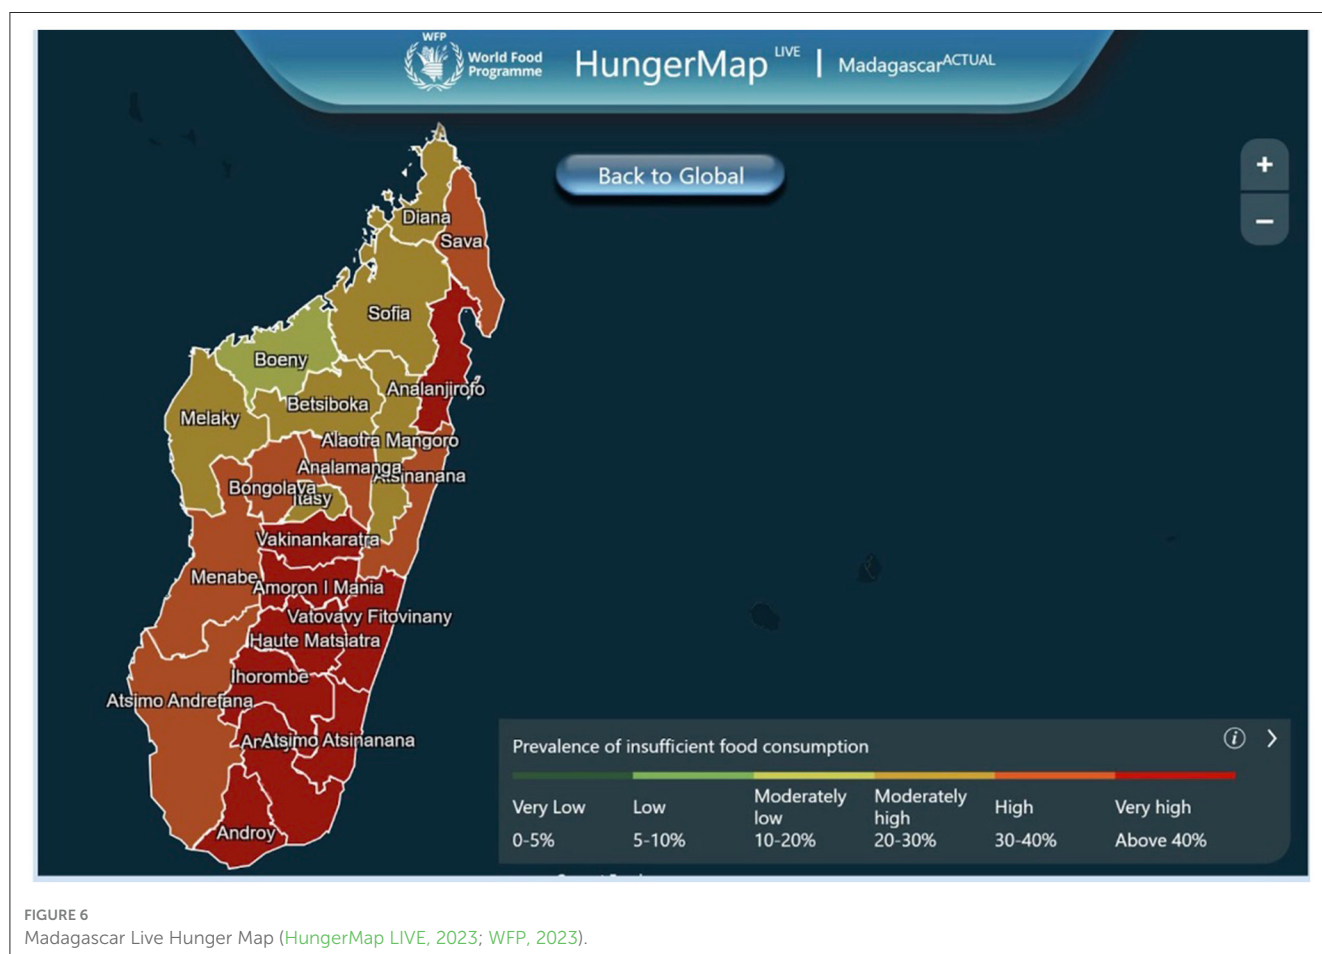 WFP
World Food
Programme
HungerMap LIVE | Madagascar ACTUAL
Back to Global
+
−
Diana
Sava
Sofia
Boeny
Analanjirofo
Betsiboka
Melaky
Alaotra Mangoro
Analamanga
Atsinanana
Bongolava
Itasy
Vakinankaratra
Menabe
Amoron I Mania
Vatovavy Fitovinany
Haute Matsiatra
Ihorombe
Atsimo Andrefana
Atsimo Atsinanana
Androy
Prevalence of insufficient food consumption
Very Low
Low
Moderately
low
Moderately
high
High
Very high
0-5%
5-10%
10-20%
20-30%
30-40%
Above 40%
FIGURE 6
Madagascar Live Hunger Map (HungerMap LIVE, 2023; WFP, 2023).